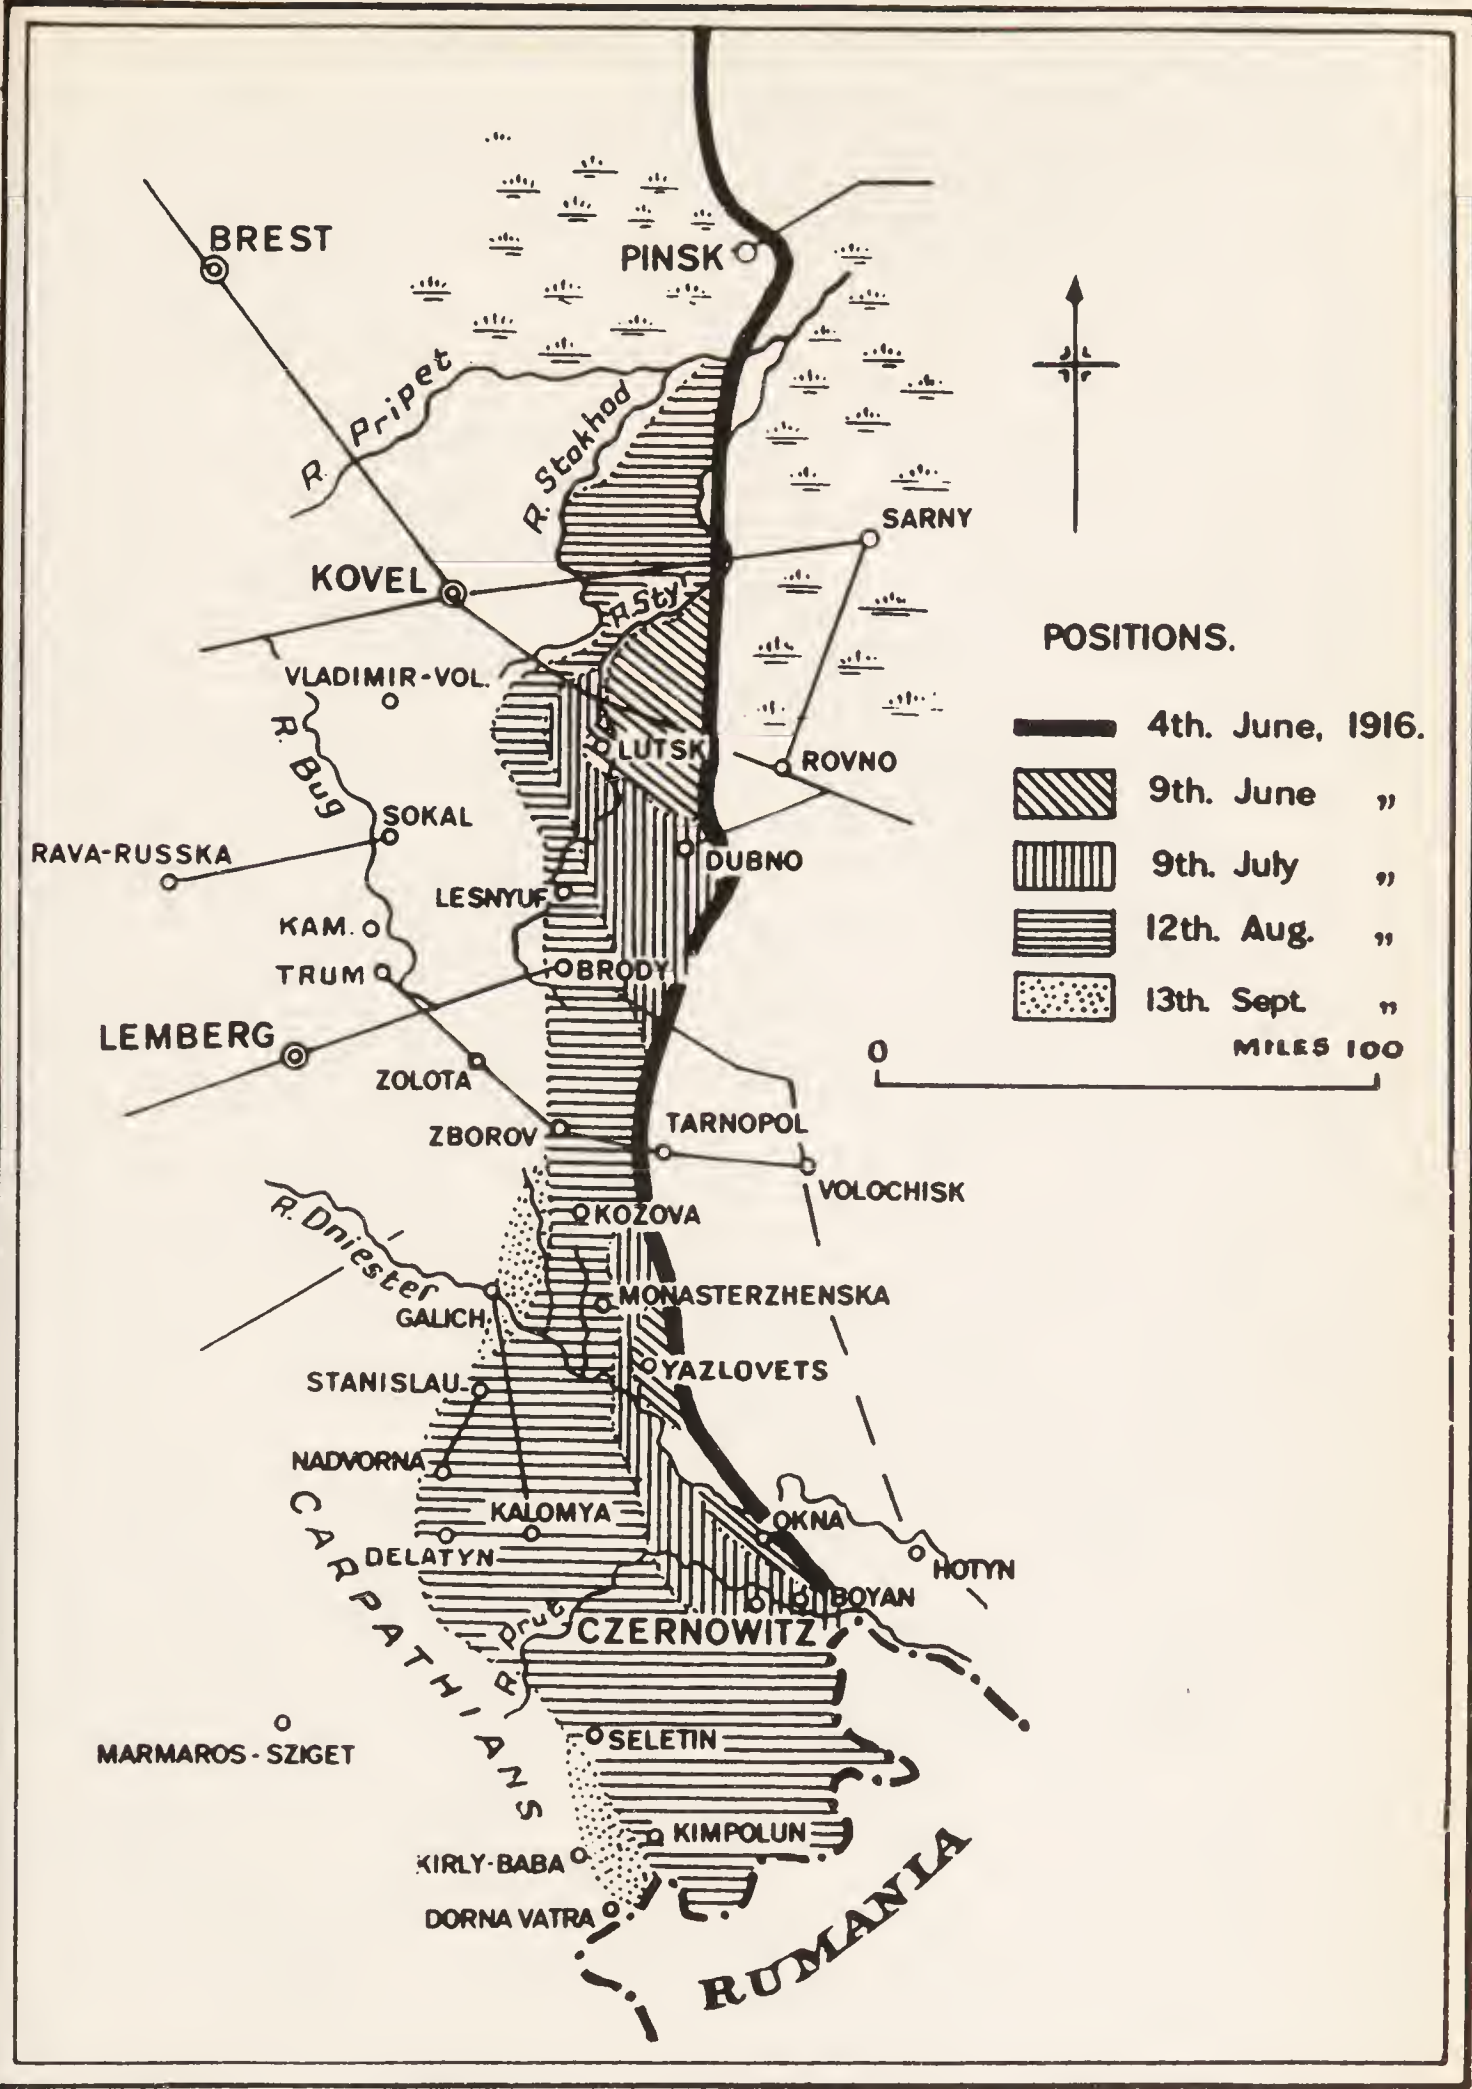 BREST
PINSK
R. Pripet
R. Stokhod
SARNY
KOVEL
R. Sty
POSITIONS.
VLADIMIR-VOL.
4th. June, 1916.
R. Bug
LUTSK
ROVNO
9th. June „
SOKAL
RAVA-RUSSKA
DUBNO
9th. July „
LESNYUF
KAM.
12th. Aug. „
TRUM
BRODY
13th. Sept. „
LEMBERG
0 MILES 100
ZOLOTA
ZBOROV
TARNOPOL
VOLOCHISK
R. Dniester
KOZOVA
MONASTERZHENSKA
GALICH
STANISLAU
YAZLOVETS
NADVORNA
CARPATHIANS
KALOMYA
OKNA
DELATYN
HOTYN
BOYAN
R. Prut
CZERNOWITZ
SELETIN
MARMAROS-SZIGET
KIMPOLUN
KIRLY-BABA
DORNA VATRA
RUMANIA